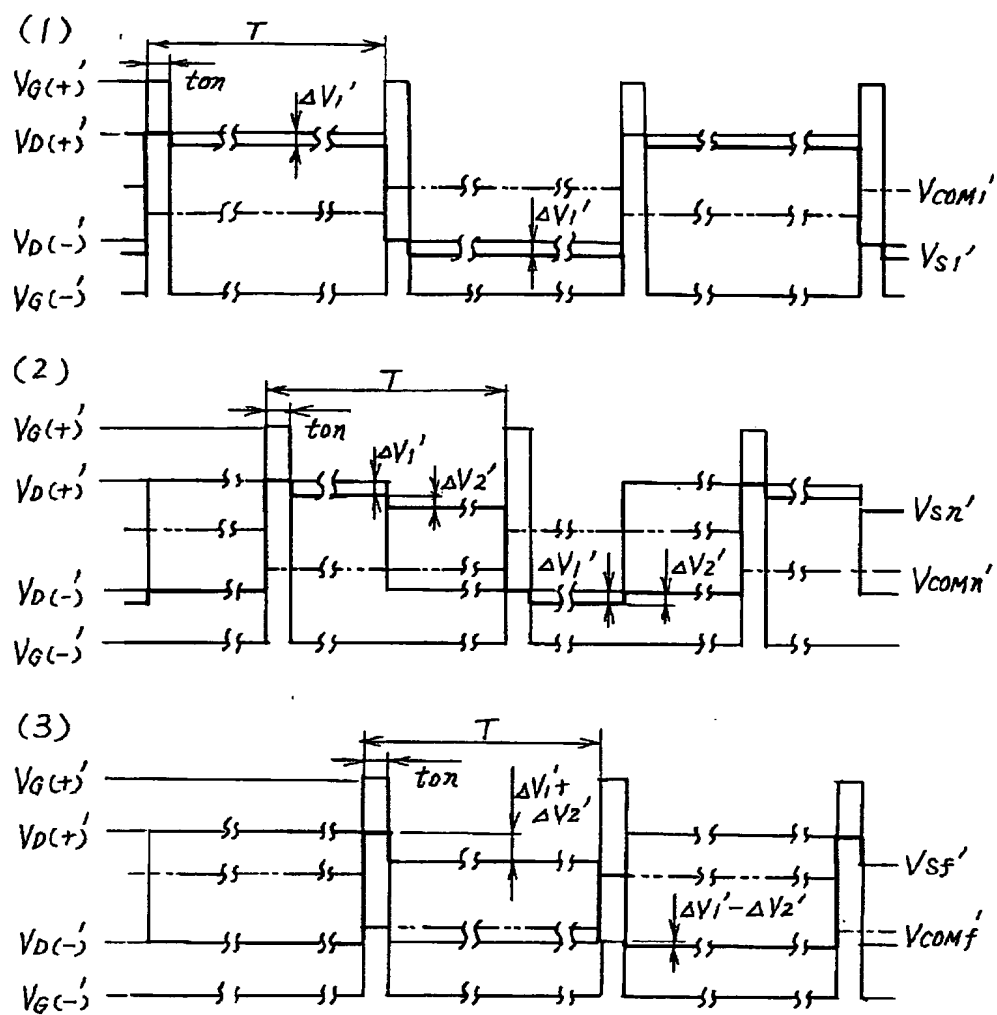 (1)
T
ton
VG(+)'
ΔV1'
VD(+)'
VCOM1'
ΔV1'
VD(-)'
VS1'
VG(-)'
(2)
T
ton
VG(+)'
ΔV1'
ΔV2'
VD(+)'
VSn'
ΔV1'
ΔV2'
VD(-)'
VCOMn'
VG(-)'
(3)
T
ton
VG(+)'
ΔV1'+
ΔV2'
VD(+)'
VSf'
ΔV1'-ΔV2'
VD(-)'
VCOMf'
VG(-)'